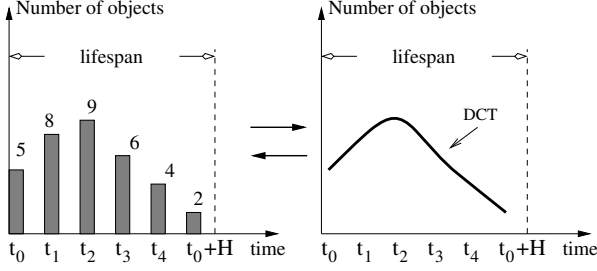 Number of objects
lifespan
5
8
9
6
4
2
t₀ t₁ t₂ t₃ t₄ t₀+H time
Number of objects
lifespan
DCT
t₀ t₁ t₂ t₃ t₄ t₀+H time